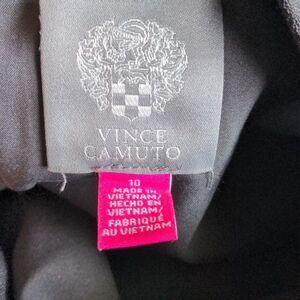 VINCE
CAMUTO
10
MADE IN
VIETNAM/
HECHO EN
VIETNAM/
FABRIQUÉ
AU VIETNAM